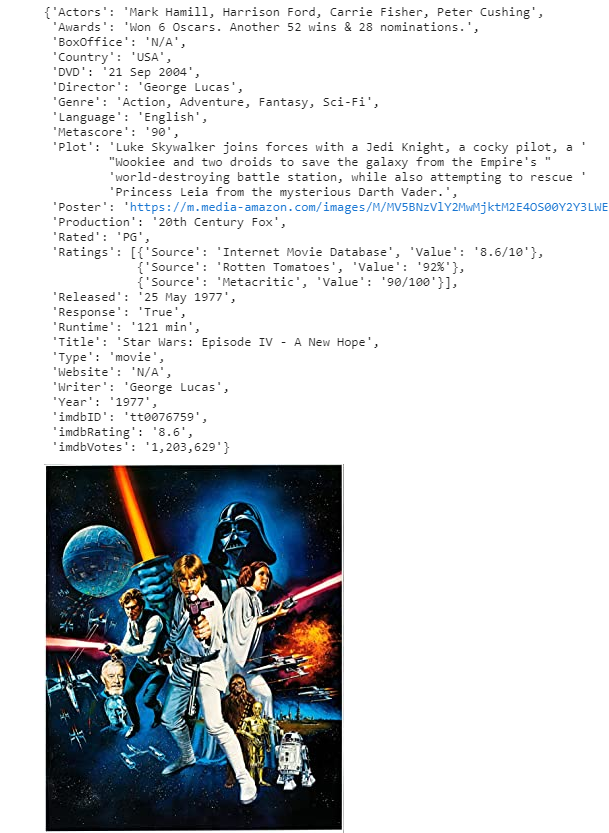 {'Actors': 'Mark Hamill, Harrison Ford, Carrie Fisher, Peter Cushing',
'Awards': 'Won 6 Oscars. Another 52 wins & 28 nominations.',
'BoxOffice': 'N/A',
'Country': 'USA',
'DVD': '21 Sep 2004',
'Director': 'George Lucas',
'Genre': 'Action, Adventure, Fantasy, Sci-Fi',
'Language': 'English',
'Metascore': '90',
'Plot': 'Luke Skywalker joins forces with a Jedi Knight, a cocky pilot, a '
"Wookiee and two droids to save the galaxy from the Empire's "
'world-destroying battle station, while also attempting to rescue '
'Princess Leia from the mysterious Darth Vader.',
'Poster': 'https://m.media-amazon.com/images/M/MV5BNzVlY2MwMjktM2E4OS00Y2Y3LWE
'Production': '20th Century Fox',
'Rated': 'PG',
'Ratings': [{'Source': 'Internet Movie Database', 'Value': '8.6/10'},
{'Source': 'Rotten Tomatoes', 'Value': '92%'},
{'Source': 'Metacritic', 'Value': '90/100'}],
'Released': '25 May 1977',
'Response': 'True',
'Runtime': '121 min',
'Title': 'Star Wars: Episode IV - A New Hope',
'Type': 'movie',
'Website': 'N/A',
'Writer': 'George Lucas',
'Year': '1977',
'imdbID': 'tt0076759',
'imdbRating': '8.6',
'imdbVotes': '1,203,629'}